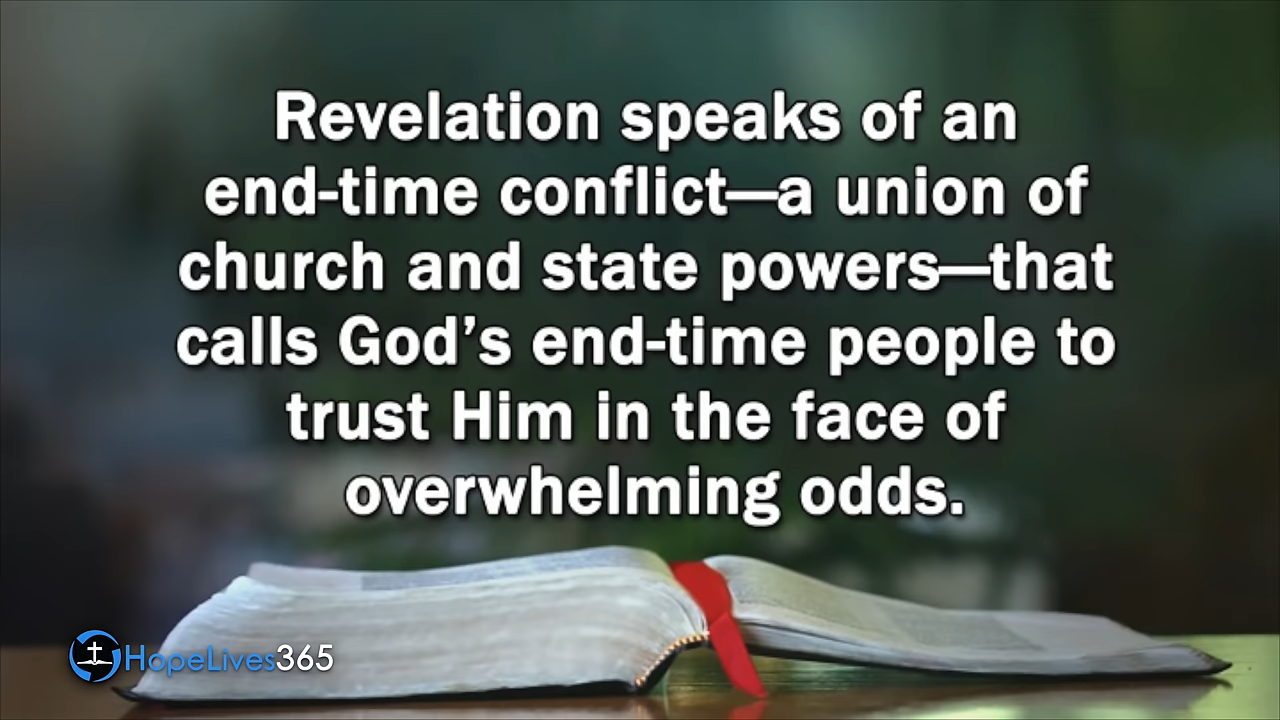 Revelation speaks of an
end-time conflict—a union of
church and state powers—that
calls God’s end-time people to
trust Him in the face of
overwhelming odds.
HopeLives365